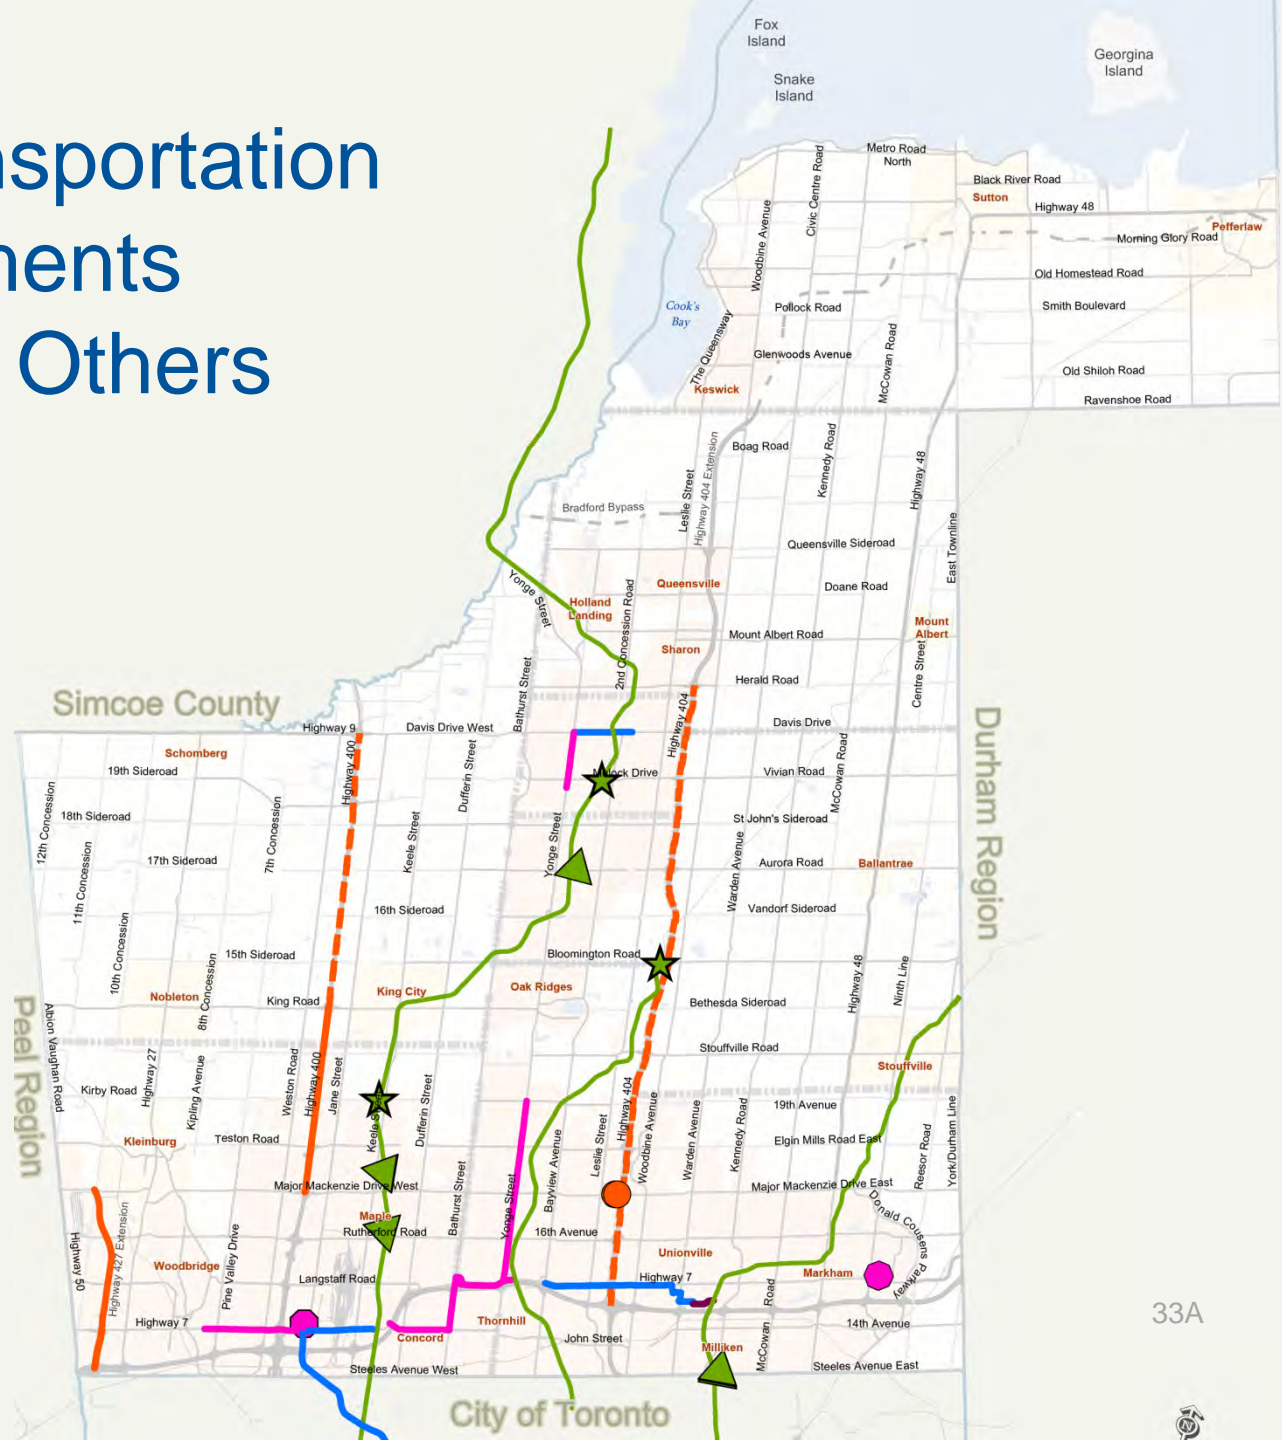 nsportation
ments
Others
Fox
Island
Snake
Island
Georgina
Island
Metro Road
North
Civic Centre Road
Black River Road
Sutton
Highway 48
Pefferlaw
Morning Glory Road
Woodbine Avenue
Old Homestead Road
Cook's
Bay
Pollock Road
Smith Boulevard
The Queensway
Glenwoods Avenue
McCowan Road
Old Shiloh Road
Keswick
Ravenshoe Road
Boag Road
Kennedy Road
Highway 48
Leslie Street
Highway 404 Extension
Bradford Bypass
East Townline
Queensville Sideroad
Yonge Street
Holland
Landing
2nd Concession Road
Queensville
Doane Road
Mount
Albert
Mount Albert Road
Sharon
Centre Street
Herald Road
Bathurst Street
Simcoe County
Durham Region
Highway 9
Davis Drive West
Highway 404
Davis Drive
Schomberg
19th Sideroad
Highway 400
Dufferin Street
Vivian Road
McCowan Road
12th Concession
18th Sideroad
7th Concession
Keele Street
Yonge Street
St John's Sideroad
11th Concession
17th Sideroad
Warden Avenue
Aurora Road
Ballantrae
16th Sideroad
Vandorf Sideroad
10th Concession
15th Sideroad
8th Concession
Bloomington Road
Highway 48
Ninth Line
Nobleton
King Road
King City
Oak Ridges
Bethesda Sideroad
Peel Region
Albion Vaughan Road
Stouffville Road
Stouffville
Kirby Road
Highway 27
Kipling Avenue
Weston Road
Highway 400
Jane Street
Keele Street
Dufferin Street
Highway 404
Woodbine Avenue
19th Avenue
Kleinburg
Teston Road
Bayview Avenue
Leslie Street
Warden Avenue
Kennedy Road
Elgin Mills Road East
Reesor Road
York/Durham Line
Major Mackenzie Drive West
Bathurst Street
Yonge Street
Major Mackenzie Drive East
Donald Cousens Parkway
Maple
Rutherford Road
16th Avenue
Highway 50
Highway 427 Extension
Woodbridge
Pine Valley Drive
Langstaff Road
Unionville
Highway 7
Markham
McCowan Road
Highway 7
Concord
Thornhill
John Street
14th Avenue
Milliken
Steeles Avenue West
Steeles Avenue East
33A
City of Toronto
N